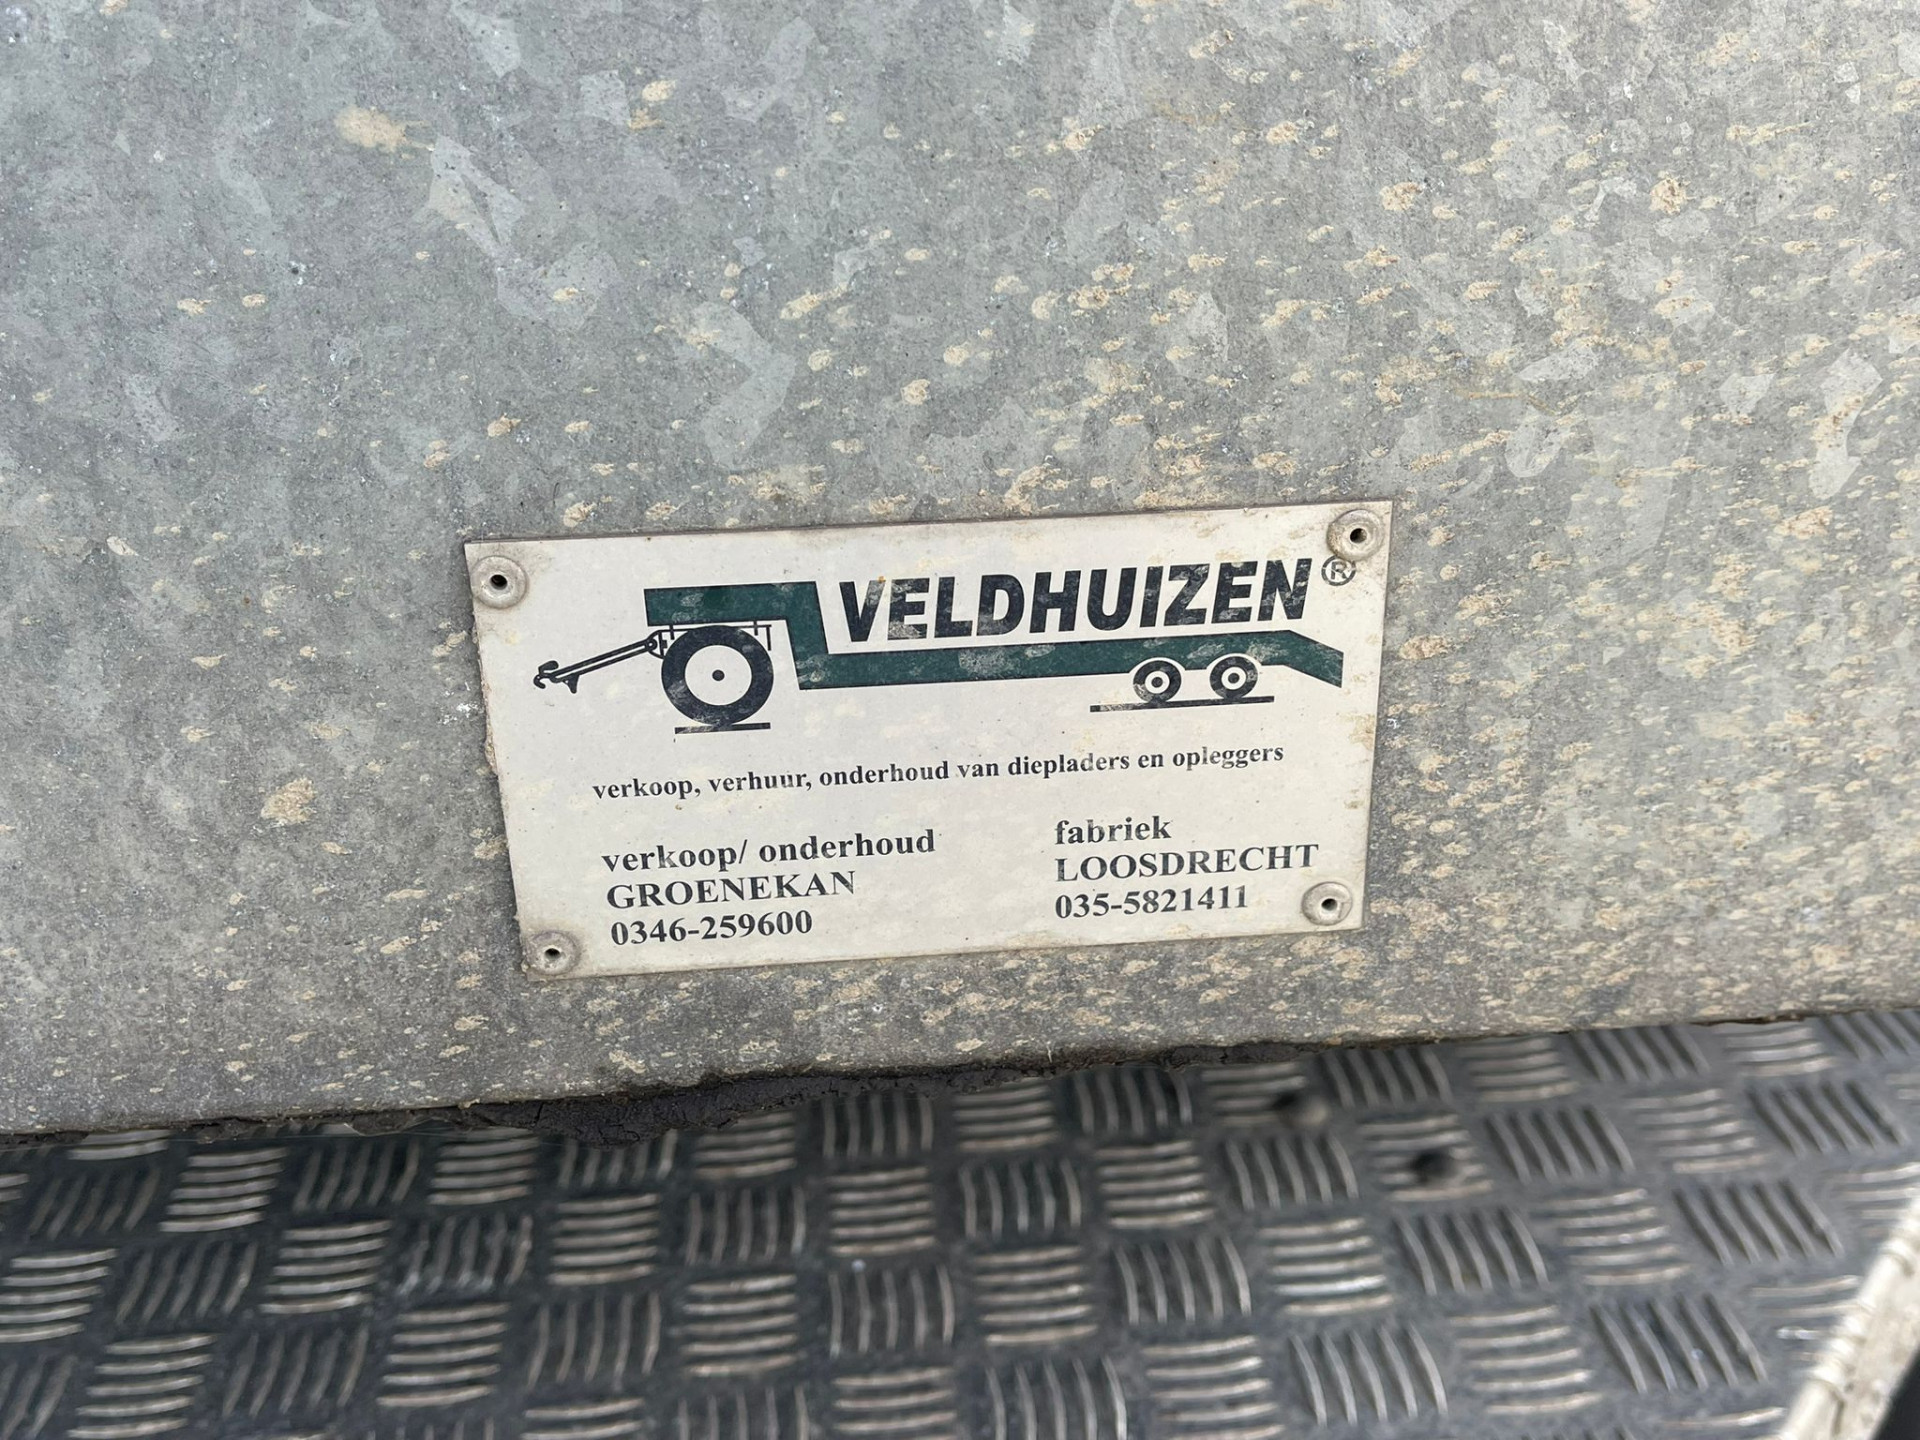 VELDHUIZEN®
verkoop, verhuur, onderhoud van diepladers en opleggers
verkoop/ onderhoud
GROENEKAN
0346-259600
fabriek
LOOSDRECHT
035-5821411